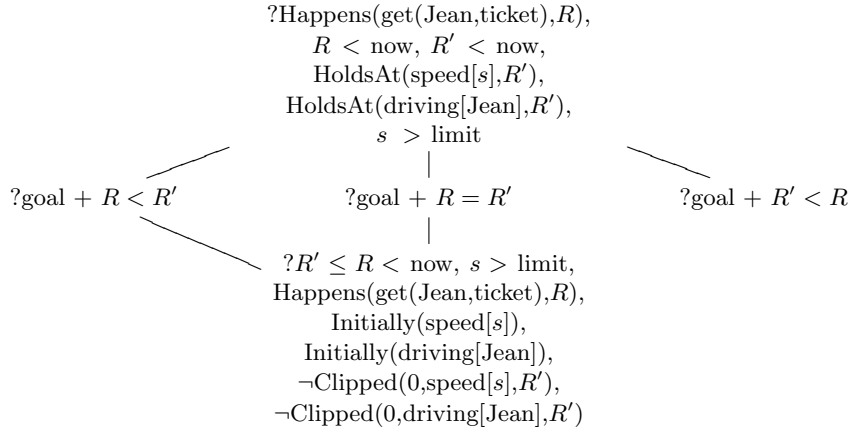 ?Happens(get(Jean,ticket),R),
R < now, R′ < now,
HoldsAt(speed[s],R′),
HoldsAt(driving[Jean],R′),
s > limit
?goal + R < R′
?goal + R = R′
?goal + R′ < R
?R′ ≤ R < now, s > limit,
Happens(get(Jean,ticket),R),
Initially(speed[s]),
Initially(driving[Jean]),
¬Clipped(0,speed[s],R′),
¬Clipped(0,driving[Jean],R′)